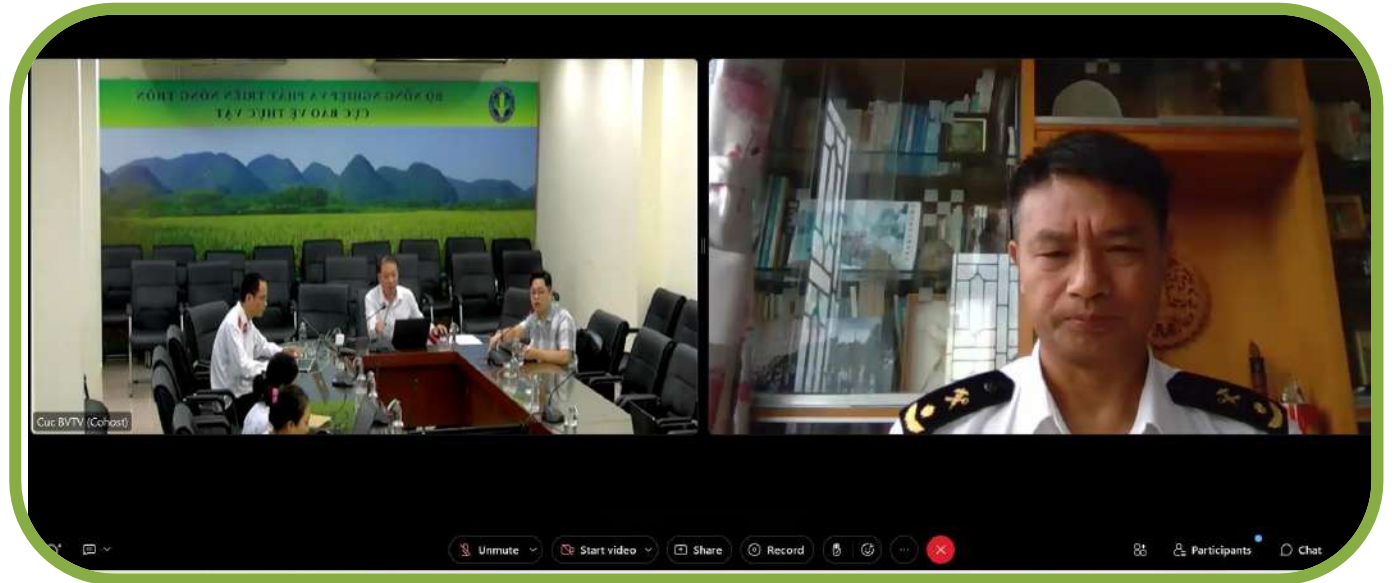 BỘ NÔNG NGHIỆP VÀ PHÁT TRIỂN NÔNG THÔN
CỤC BẢO VỆ THỰC VẬT
Cuc BVTV (Cohost)
Unmute
Start video
Share
Record
Participants
Chat